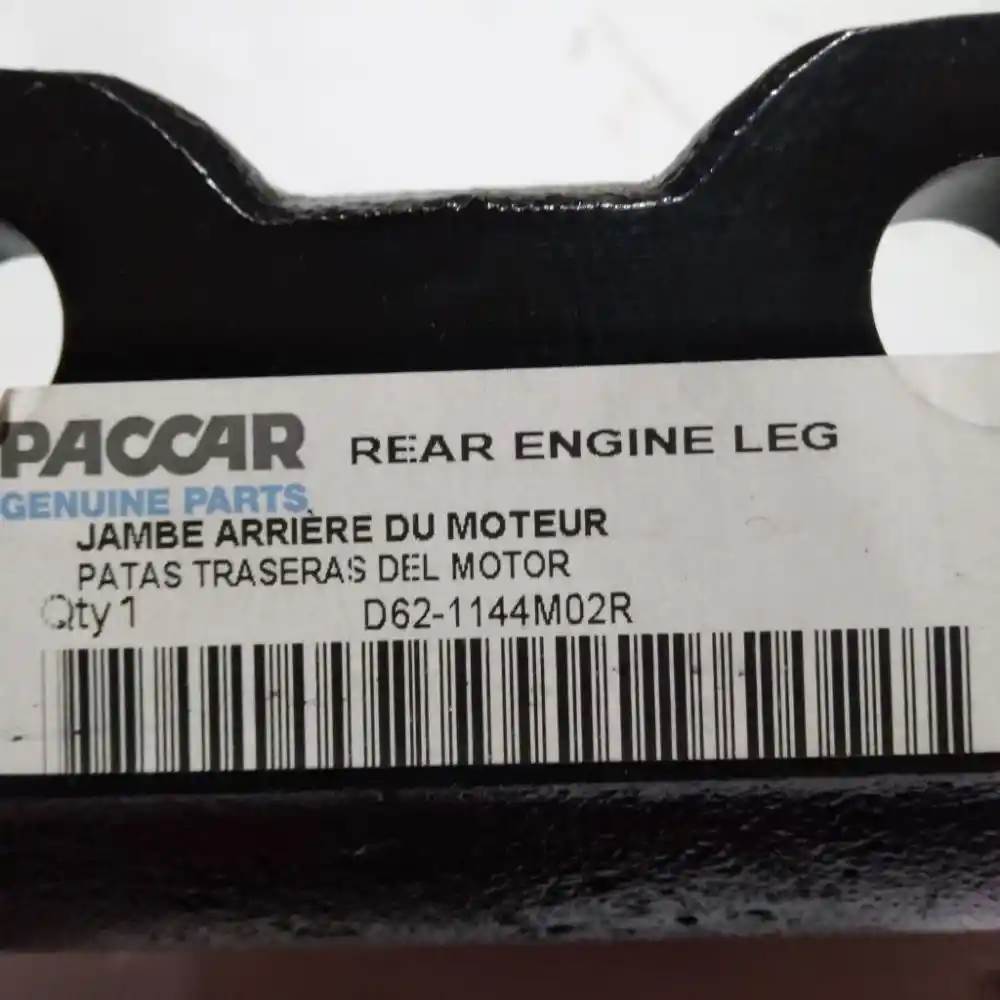 PACCAR REAR ENGINE LEG
GENUINE PARTS
JAMBE ARRIÈRE DU MOTEUR
PATAS TRASERAS DEL MOTOR
Qty 1 D62-1144M02R